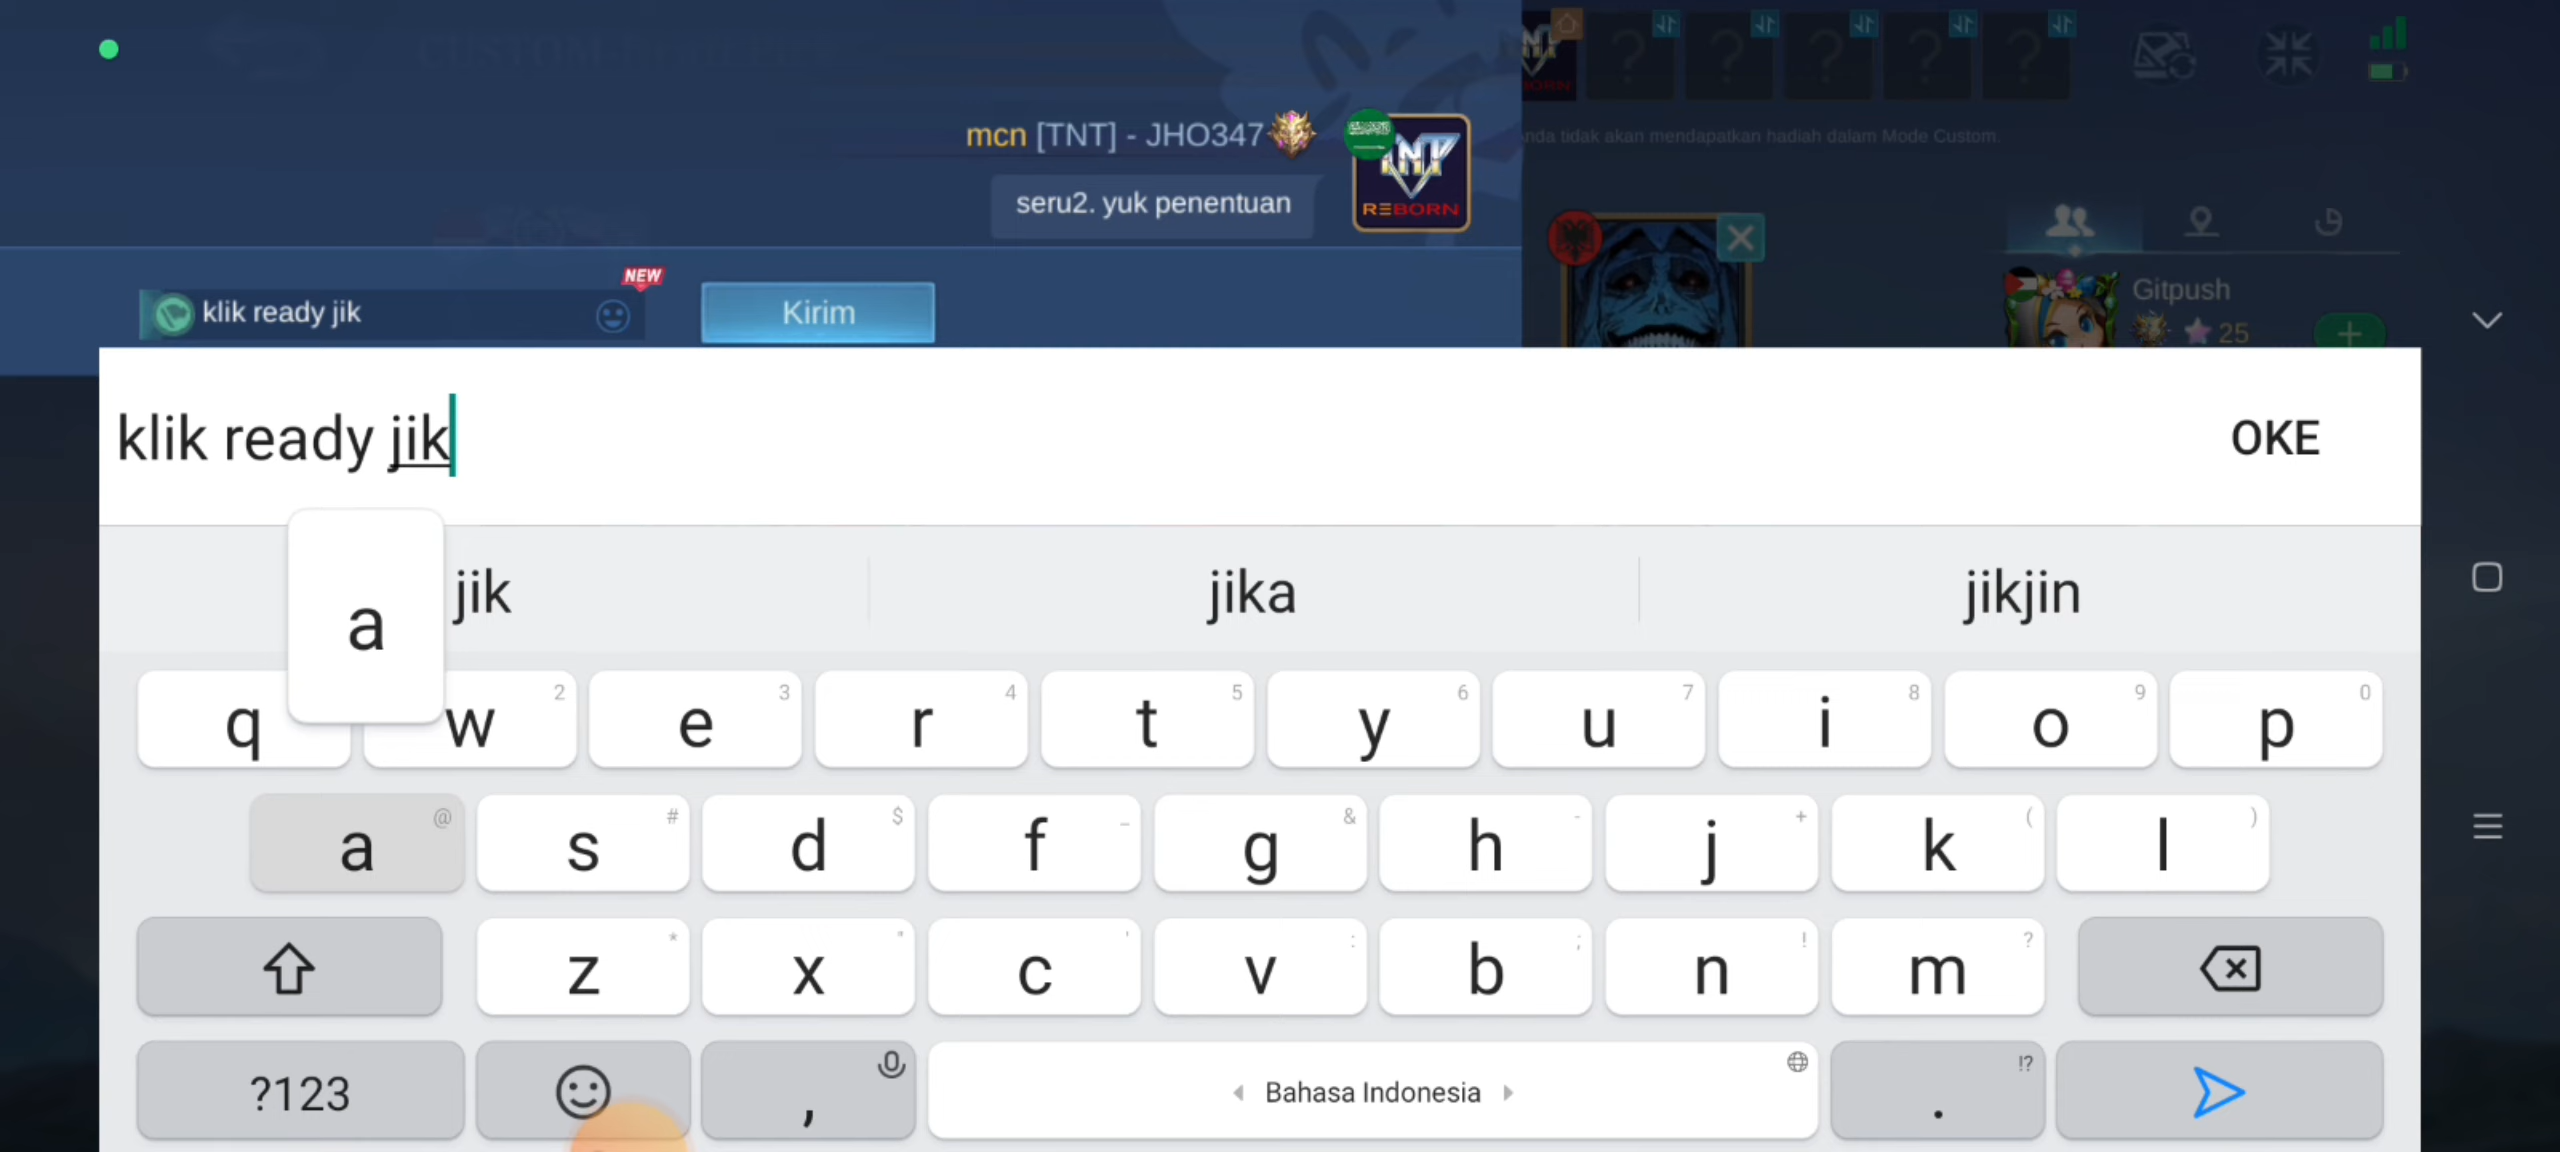 mcn [TNT] - JHO347
TNT
REBORN
seru2. yuk penentuan
Anda tidak akan mendapatkan hadiah dalam Mode Custom.
NEW
klik ready jik
Kirim
Gitpush
25
klik ready jik
OKE
a
jik
jika
jikjin
q w 2 e 3 r 4 t 5 y 6 u 7 i 8 o 9 p 0
a @ s # d $ f _ g & h - j + k ( l )
z * x " c ' v : b ; n ! m ?
?123 , Bahasa Indonesia . !?